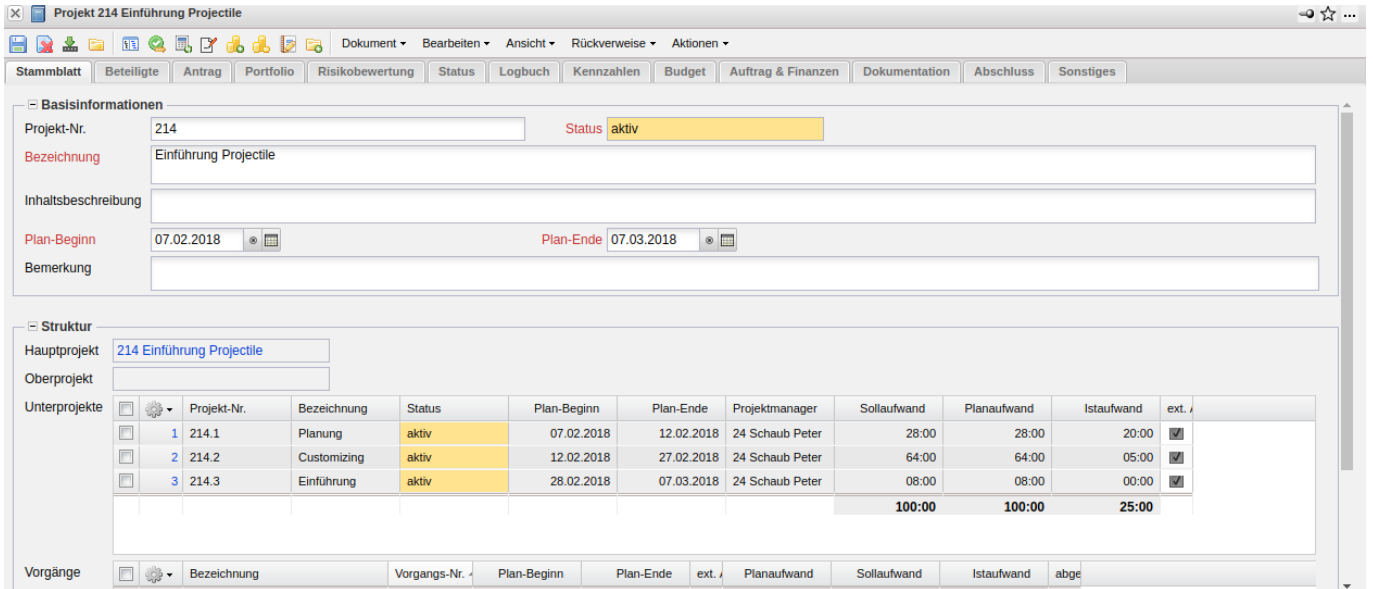 Projekt 214 Einführung Projectile
Dokument Bearbeiten Ansicht Rückverweise Aktionen
Stammblatt Beteiligte Antrag Portfolio Risikobewertung Status Logbuch Kennzahlen Budget Auftrag & Finanzen Dokumentation Abschluss Sonstiges
Basisinformationen
Projekt-Nr. 214 Status aktiv
Bezeichnung Einführung Projectile
Inhaltsbeschreibung
Plan-Beginn 07.02.2018 Plan-Ende 07.03.2018
Bemerkung
Struktur
Hauptprojekt 214 Einführung Projectile
Oberprojekt
Unterprojekte Projekt-Nr. Bezeichnung Status Plan-Beginn Plan-Ende Projektmanager Sollaufwand Planaufwand Istaufwand ext.
1 214.1 Planung aktiv 07.02.2018 12.02.2018 24 Schaub Peter 28:00 28:00 20:00
2 214.2 Customizing aktiv 12.02.2018 27.02.2018 24 Schaub Peter 64:00 64:00 05:00
3 214.3 Einführung aktiv 28.02.2018 07.03.2018 24 Schaub Peter 08:00 08:00 00:00
100:00 100:00 25:00
Vorgänge Bezeichnung Vorgangs-Nr. Plan-Beginn Plan-Ende ext. Planaufwand Sollaufwand Istaufwand abge